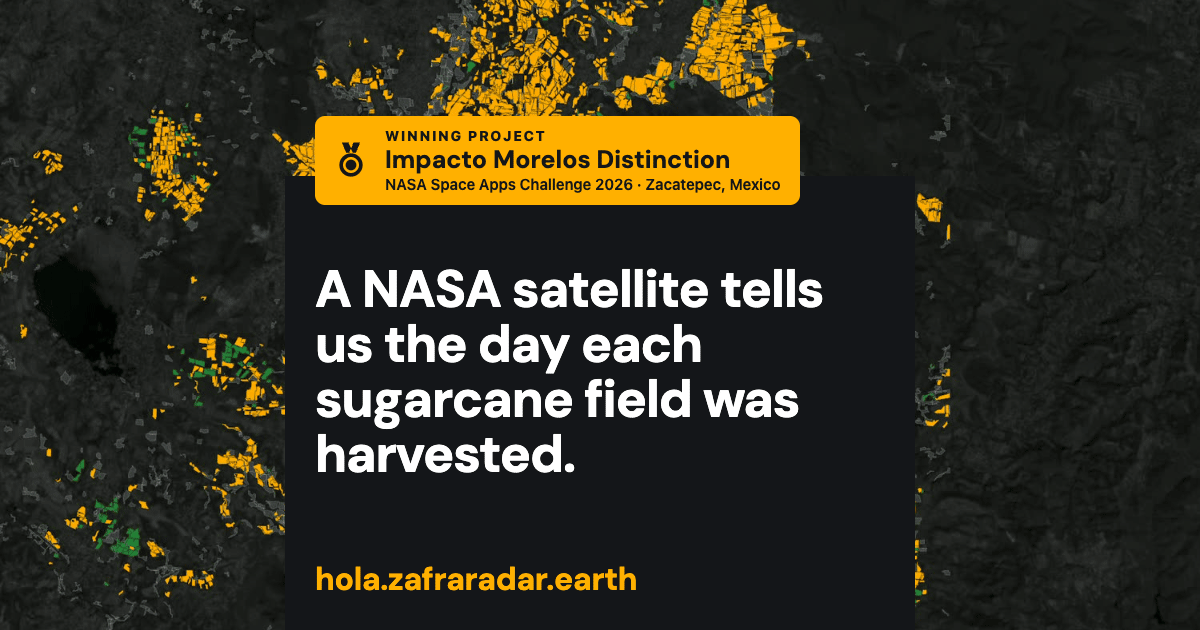 WINNING PROJECT
Impacto Morelos Distinction
NASA Space Apps Challenge 2026 · Zacatepec, Mexico
A NASA satellite tells
us the day each
sugarcane field was
harvested.
hola.zafraradar.earth